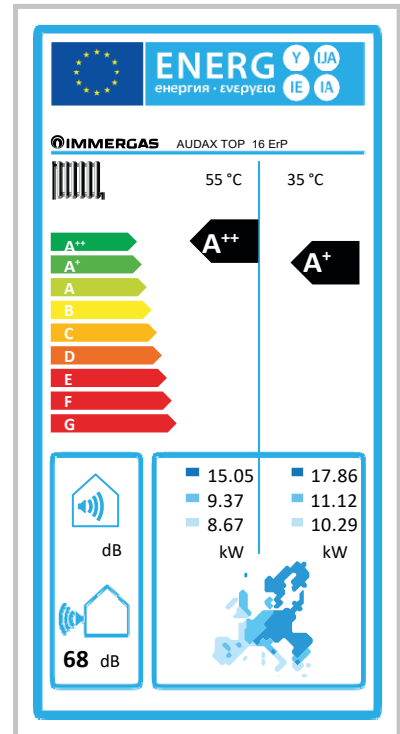 ENERG Y IJA
енергия · ενεργεια IE IA
IMMERGAS AUDAX TOP 16 ErP
55 °C 35 °C
A++
A+
A++
A+
A
B
C
D
E
F
G
15.05 17.86
9.37 11.12
8.67 10.29
dB kW kW
68 dB